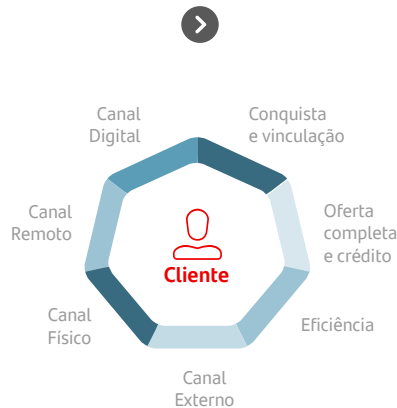 Canal
Digital
Conquista
e vinculação
Canal
Remoto
Oferta
completa
e crédito
Cliente
Canal
Físico
Eficiência
Canal
Externo